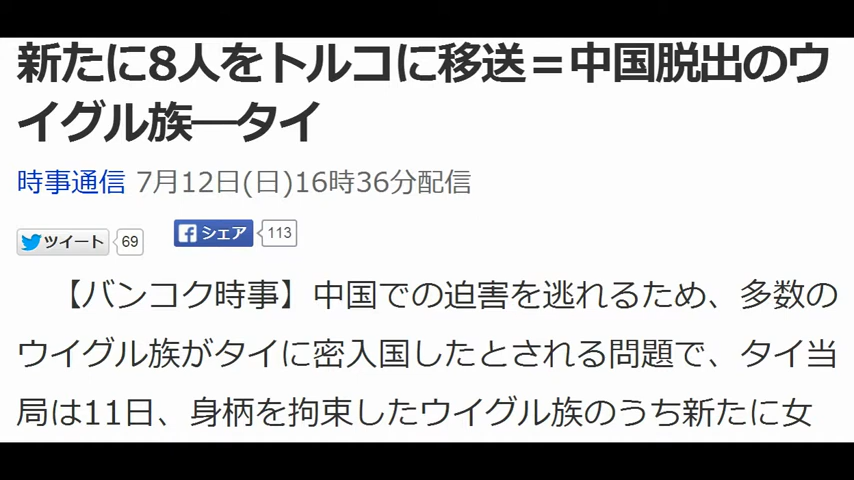 新たに8人をトルコに移送＝中国脱出のウ
イグル族―タイ
時事通信 7月12日(日)16時36分配信
ツイート 69 シェア 113
【バンコク時事】中国での迫害を逃れるため、多数の
ウイグル族がタイに密入国したとされる問題で、タイ当
局は11日、身柄を拘束したウイグル族のうち新たに女